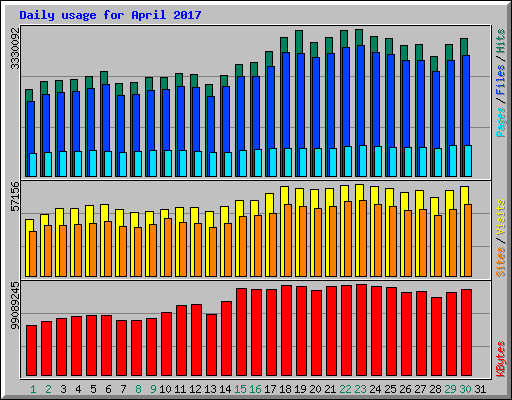 Daily usage for April 2017
3330092
Pages / Files / Hits
57156
Sites / Visits
99089245
KBytes
1 2 3 4 5 6 7 8 9 10 11 12 13 14 15 16 17 18 19 20 21 22 23 24 25 26 27 28 29 30 31